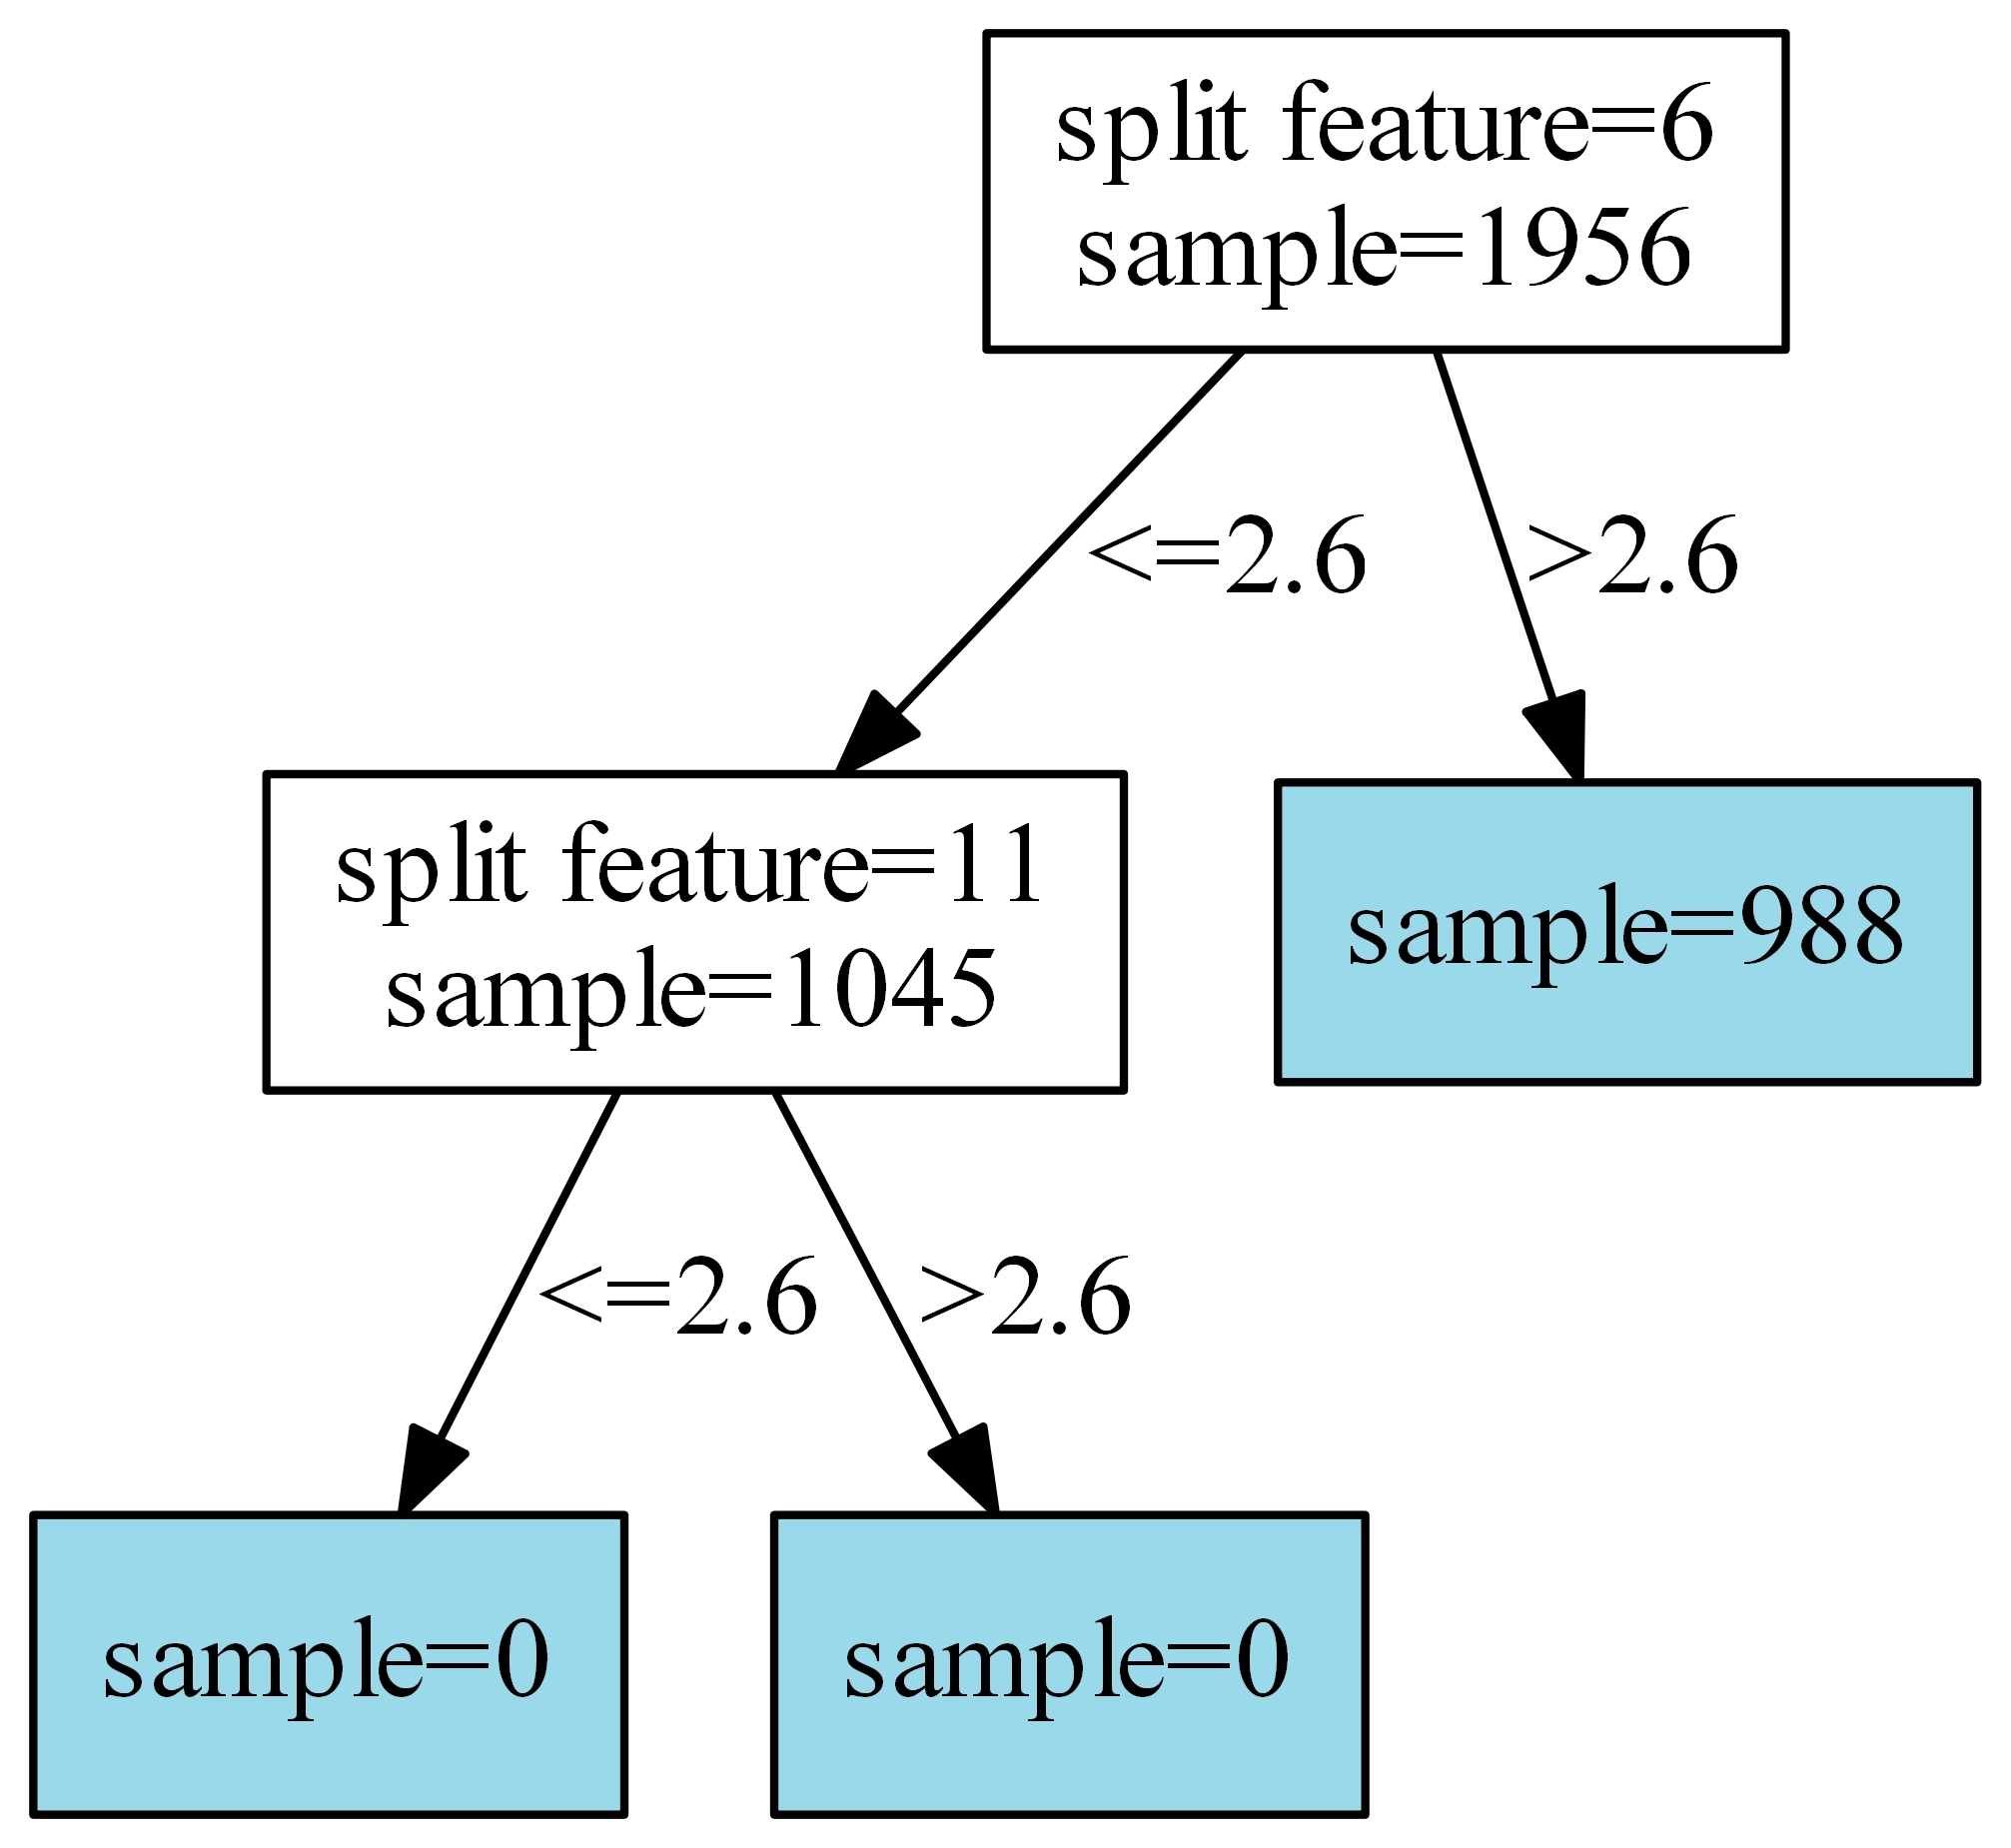 split feature=6
sample=1956
<=2.6
>2.6
split feature=11
sample=1045
sample=988
<=2.6
>2.6
sample=0
sample=0